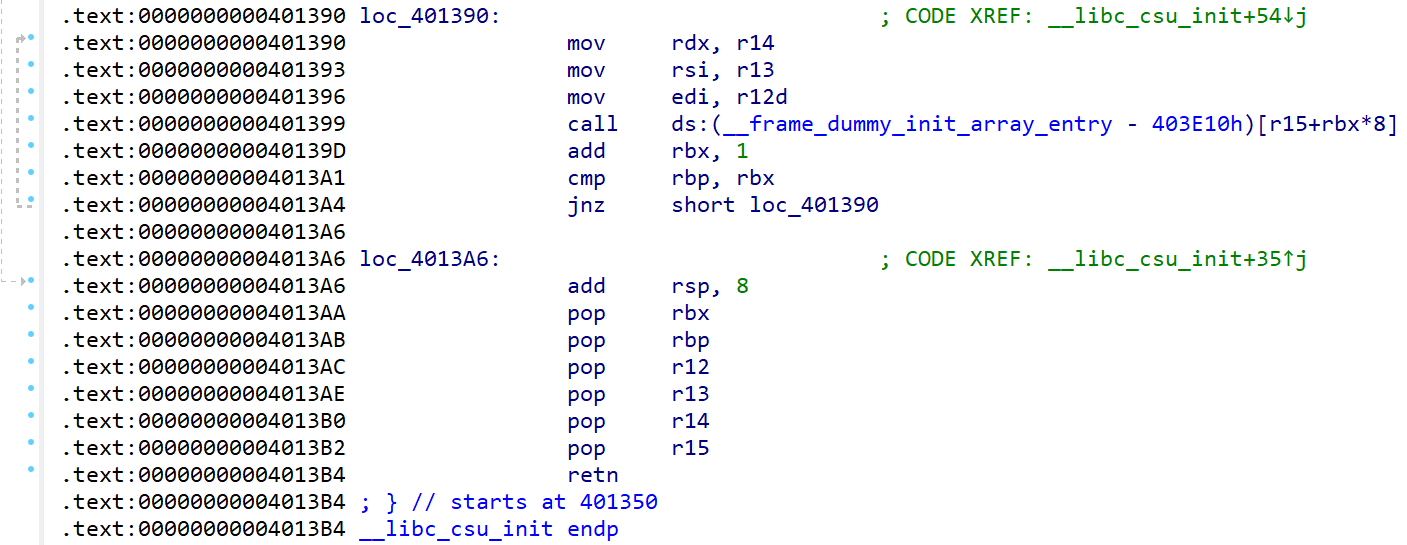 .text:0000000000401390 loc_401390: ; CODE XREF: __libc_csu_init+54↓j
.text:0000000000401390 mov rdx, r14
.text:0000000000401393 mov rsi, r13
.text:0000000000401396 mov edi, r12d
.text:0000000000401399 call ds:(__frame_dummy_init_array_entry - 403E10h)[r15+rbx*8]
.text:000000000040139D add rbx, 1
.text:00000000004013A1 cmp rbp, rbx
.text:00000000004013A4 jnz short loc_401390
.text:00000000004013A6
.text:00000000004013A6 loc_4013A6: ; CODE XREF: __libc_csu_init+35↑j
.text:00000000004013A6 add rsp, 8
.text:00000000004013AA pop rbx
.text:00000000004013AB pop rbp
.text:00000000004013AC pop r12
.text:00000000004013AE pop r13
.text:00000000004013B0 pop r14
.text:00000000004013B2 pop r15
.text:00000000004013B4 retn
.text:00000000004013B4 ; } // starts at 401350
.text:00000000004013B4 __libc_csu_init endp